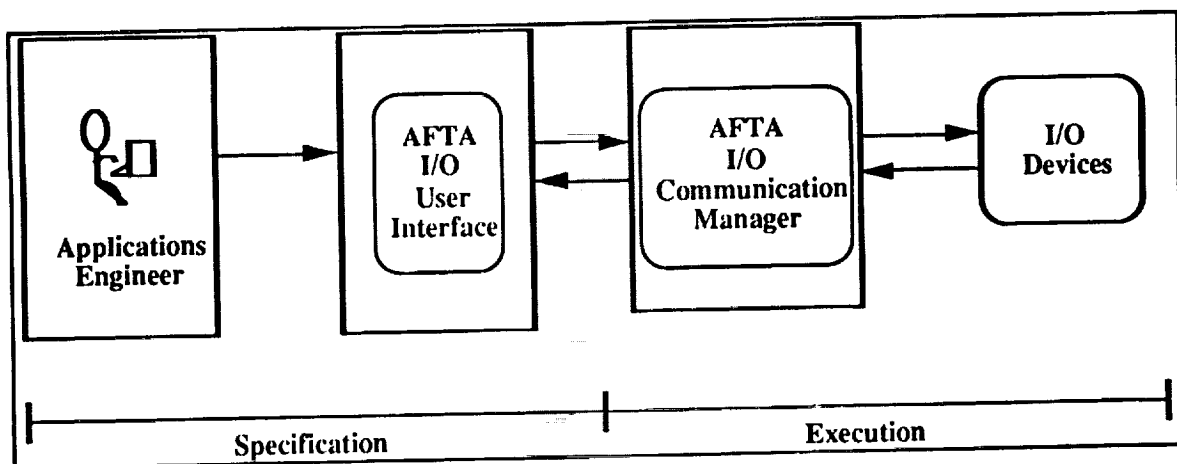 Applications
Engineer
AFTA
I/O
User
Interface
AFTA
I/O
Communication
Manager
I/O
Devices
Specification
Execution